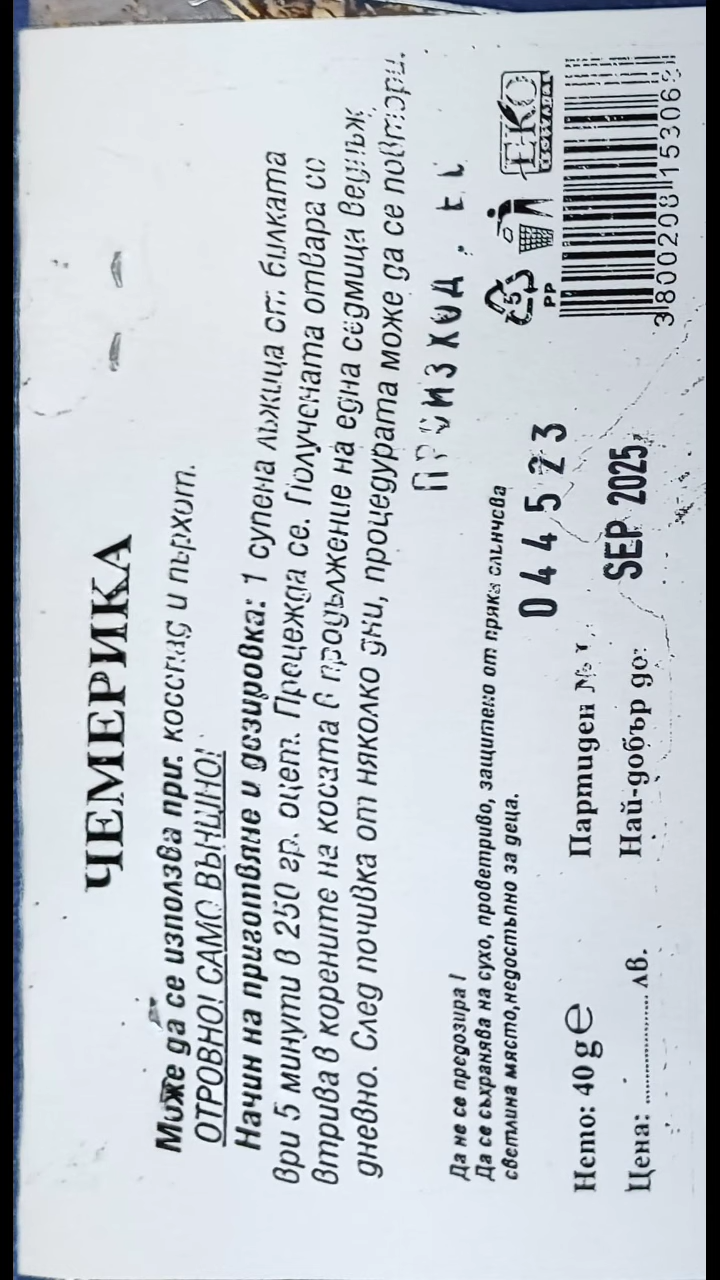 ЧЕМЕРИКА
Може да се използва при: косопад и пърхот.
ОТРОВНО! САМО ВЪНШНО!
Начин на приготвяне и дозировка: 1 супена лъжица от билката
ври 5 минути в 250 гр. оцет. Прецежда се. Получената отвара се
втрива в корените на косата в продължение на една седмица веднъж
дневно. След почивка от няколко дни, процедурата може да се повтори.
ПРОИЗХОД.
Да не се предозира!
Да се съхранява на сухо, проветриво, защитено от пряка слънчева
светлина място,недостъпно за деца.
Нето: 40 g e
Партиден № 044523
Цена: .................... лв.
Най-добър до: SEP 2025
5
PP
EKO
3800208153063